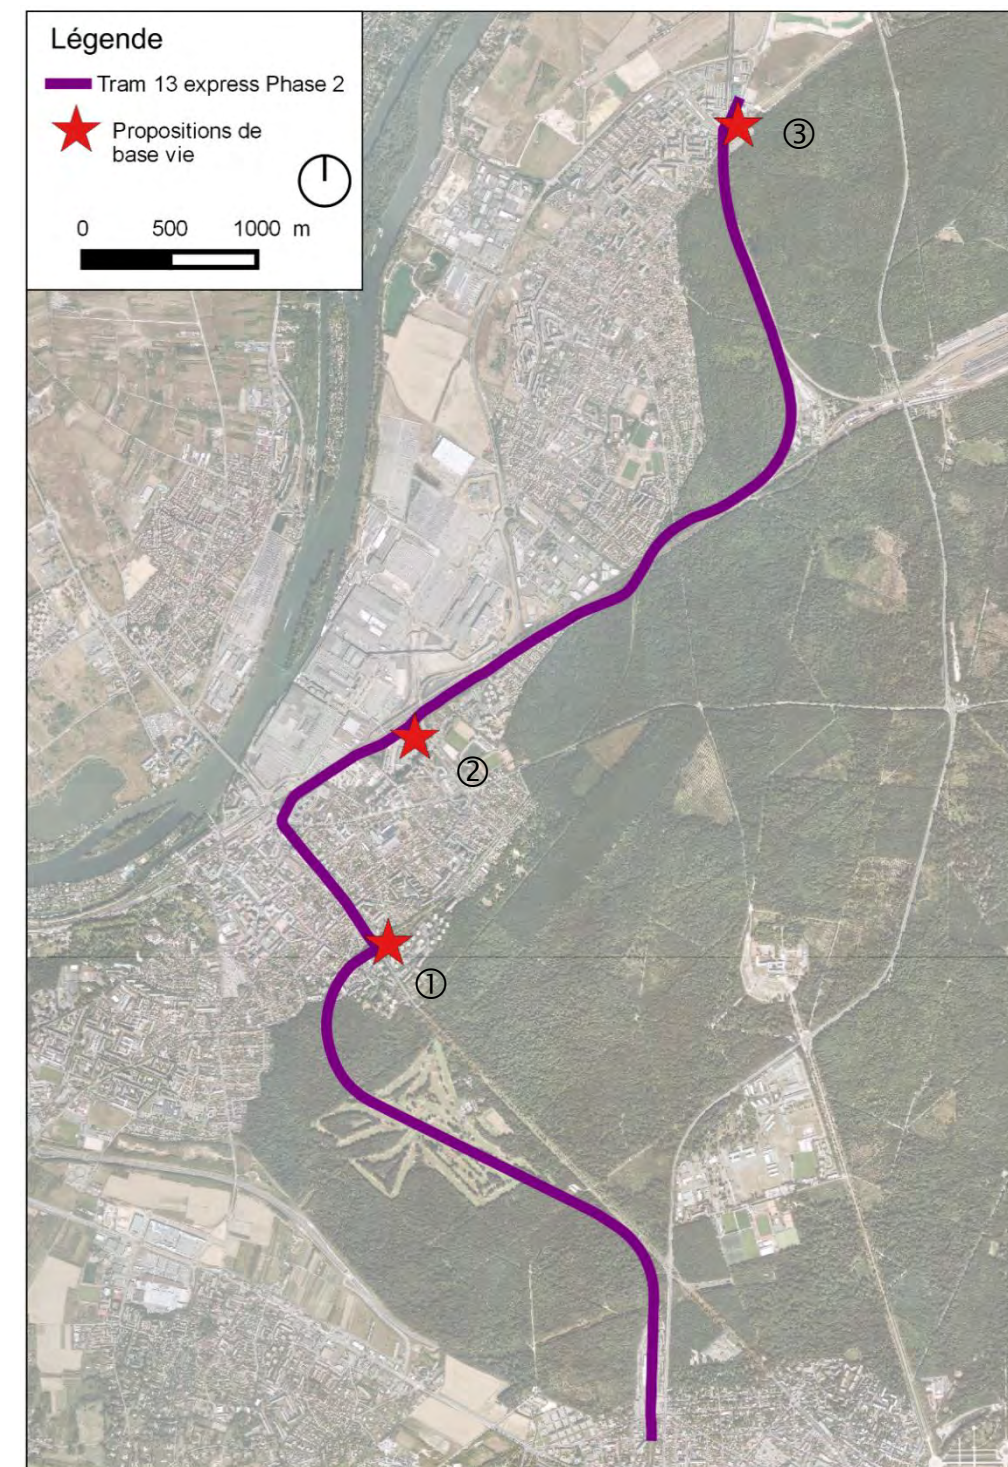 Légende
Tram 13 express Phase 2
Propositions de
base vie
0 500 1000 m
③
②
①